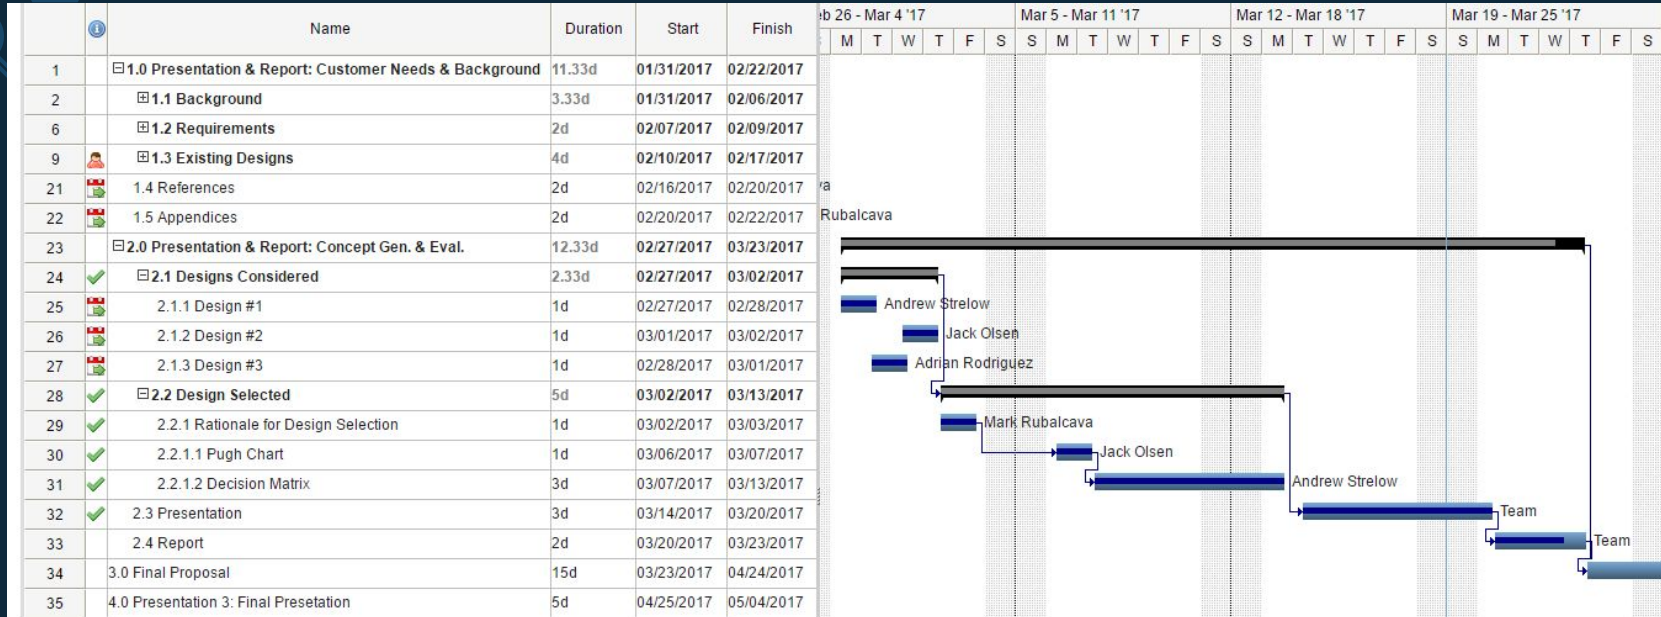 Name Duration Start Finish eb 26 - Mar 4 '17 Mar 5 - Mar 11 '17 Mar 12 - Mar 18 '17 Mar 19 - Mar 25 '17
M T W T F S S M T W T F S S M T W T F S S M T W T F S
1 1.0 Presentation & Report: Customer Needs & Background 11.33d 01/31/2017 02/22/2017
2 1.1 Background 3.33d 01/31/2017 02/06/2017
6 1.2 Requirements 2d 02/07/2017 02/09/2017
9 1.3 Existing Designs 4d 02/10/2017 02/17/2017
21 1.4 References 2d 02/16/2017 02/20/2017 va
22 1.5 Appendices 2d 02/20/2017 02/22/2017 Rubalcava
23 2.0 Presentation & Report: Concept Gen. & Eval. 12.33d 02/27/2017 03/23/2017
24 2.1 Designs Considered 2.33d 02/27/2017 03/02/2017
25 2.1.1 Design #1 1d 02/27/2017 02/28/2017 Andrew Strelow
26 2.1.2 Design #2 1d 03/01/2017 03/02/2017 Jack Olsen
27 2.1.3 Design #3 1d 02/28/2017 03/01/2017 Adrian Rodriguez
28 2.2 Design Selected 5d 03/02/2017 03/13/2017
29 2.2.1 Rationale for Design Selection 1d 03/02/2017 03/03/2017 Mark Rubalcava
30 2.2.1.1 Pugh Chart 1d 03/06/2017 03/07/2017 Jack Olsen
31 2.2.1.2 Decision Matrix 3d 03/07/2017 03/13/2017 Andrew Strelow
32 2.3 Presentation 3d 03/14/2017 03/20/2017 Team
33 2.4 Report 2d 03/20/2017 03/23/2017 Team
34 3.0 Final Proposal 15d 03/23/2017 04/24/2017
35 4.0 Presentation 3: Final Presetation 5d 04/25/2017 05/04/2017